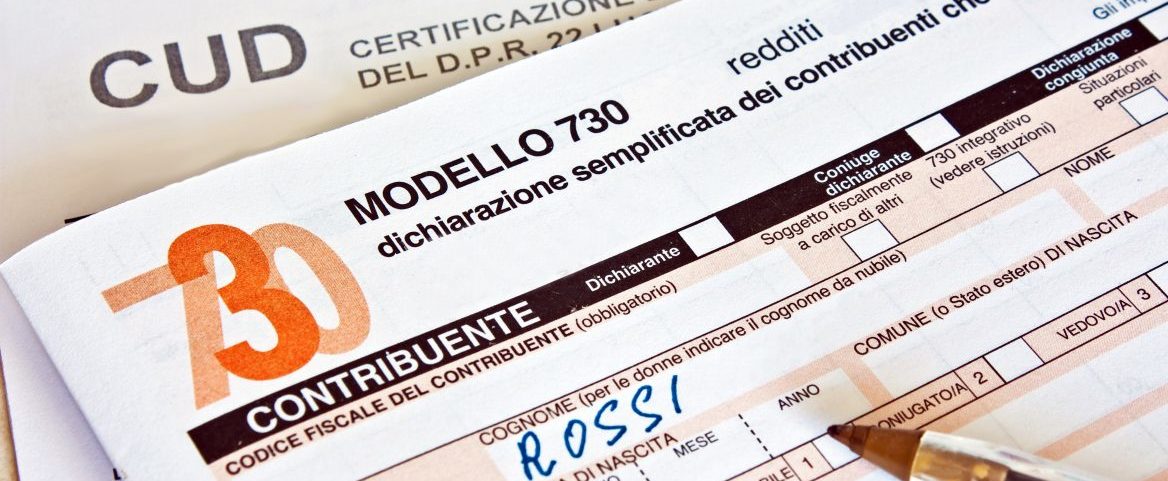 CUD
CERTIFICAZIONE
DEL D.P.R. 22
730
MODELLO 730
redditi
dichiarazione semplificata dei contribuenti che
Gli
CONTRIBUENTE
Dichiarante
Coniuge
dichiarante
Dichiarazione
congiunta
CODICE FISCALE DEL CONTRIBUENTE (obbligatorio)
Soggetto fiscalmente
a carico di altri
730 integrativo
(vedere istruzioni)
Situazioni
particolari
COGNOME (per le donne indicare il cognome da nubile)
NOME
ROSSI
DI NASCITA
MESE
ANNO
COMUNE (o Stato estero) DI NASCITA
1
2
VEDOVO/A
3